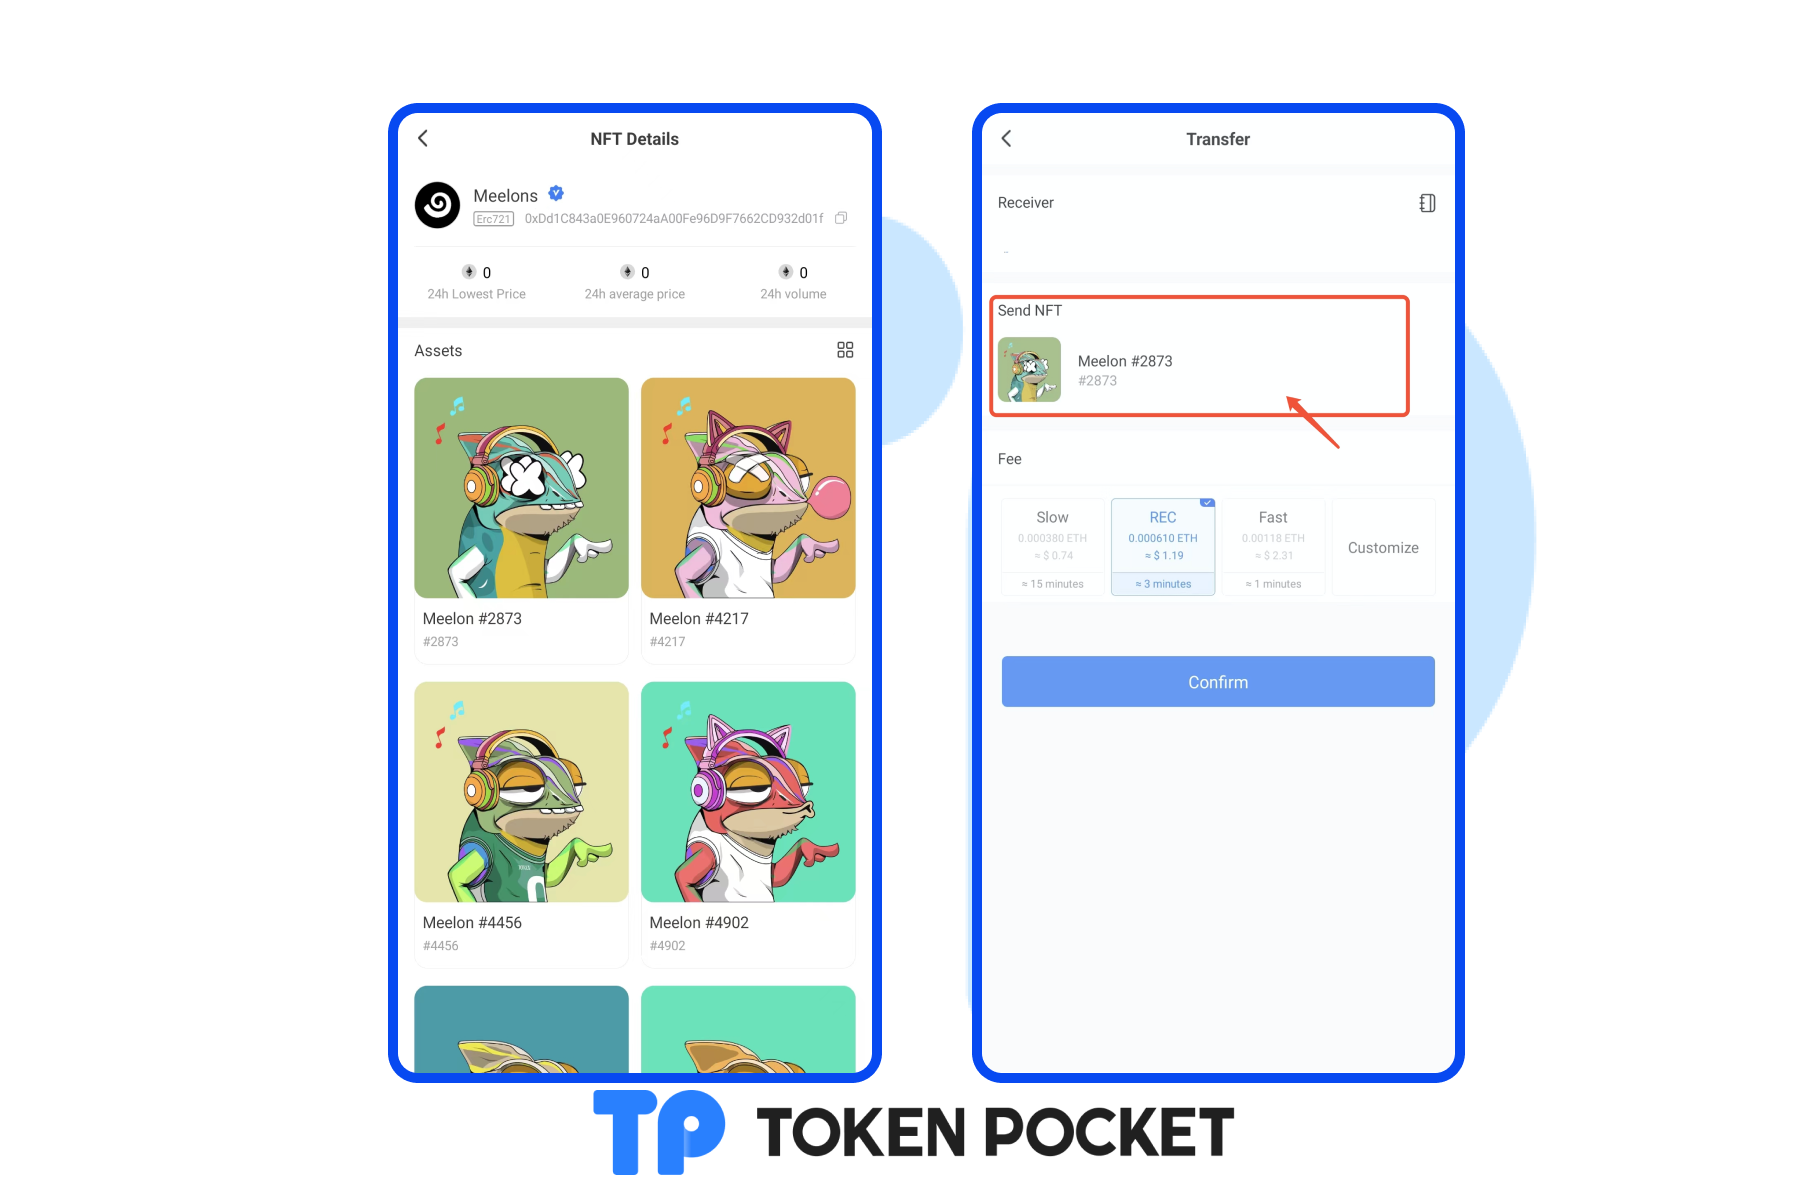 NFT Details
Meelons
Erc721 0xDd1C843a0E960724aA00Fe96D9F7662CD932d01f
0 0 0
24h Lowest Price 24h average price 24h volume
Assets
Meelon #2873
#2873
Meelon #4217
#4217
Meelon #4456
#4456
Meelon #4902
#4902
Transfer
Receiver
-
Send NFT
Meelon #2873
#2873
Fee
Slow
0.000380 ETH
≈ $ 0.74
≈ 15 minutes
REC
0.000610 ETH
≈ $ 1.19
≈ 3 minutes
Fast
0.00118 ETH
≈ $ 2.31
≈ 1 minutes
Customize
Confirm
TP TOKEN POCKET